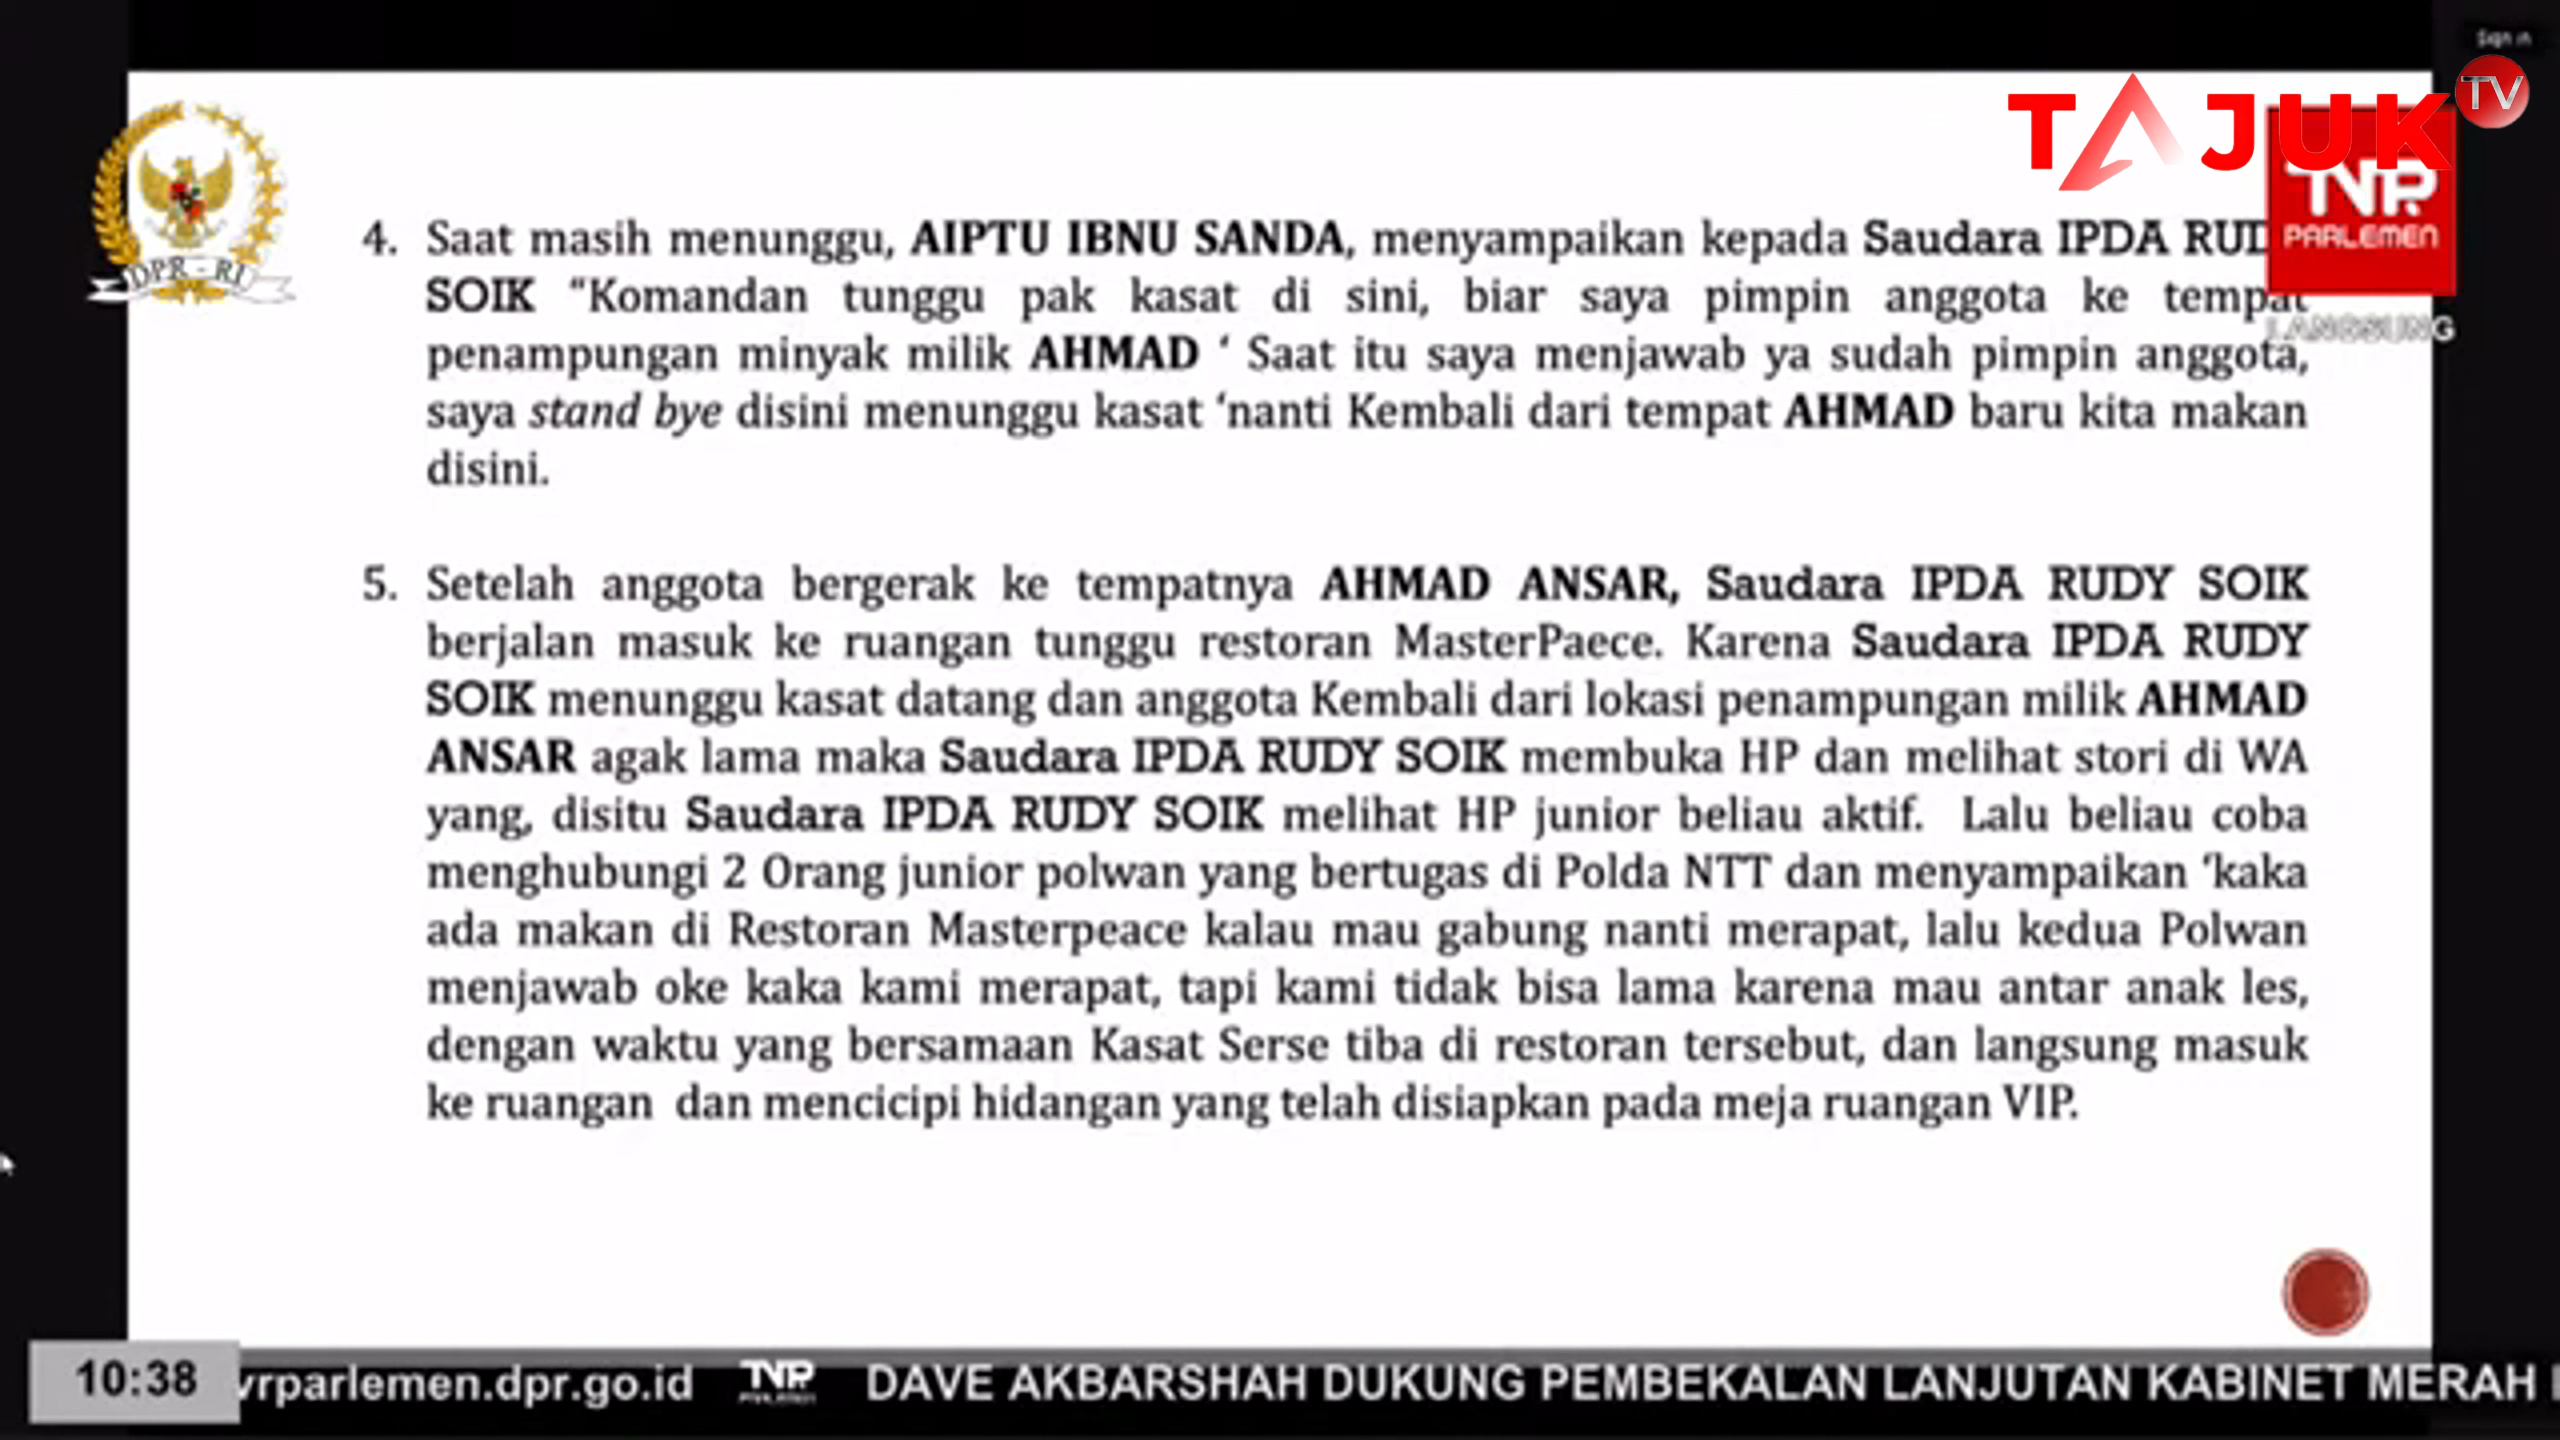 Sign in
TAJUK TV
TVR
PARLEMEN
LANGSUNG
DPR - RI
4. Saat masih menunggu, AIPTU IBNU SANDA, menyampaikan kepada Saudara IPDA RUD
SOIK “Komandan tunggu pak kasat di sini, biar saya pimpin anggota ke tempat
penampungan minyak milik AHMAD ‘ Saat itu saya menjawab ya sudah pimpin anggota,
saya stand bye disini menunggu kasat ‘nanti Kembali dari tempat AHMAD baru kita makan
disini.
5. Setelah anggota bergerak ke tempatnya AHMAD ANSAR, Saudara IPDA RUDY SOIK
berjalan masuk ke ruangan tunggu restoran MasterPaece. Karena Saudara IPDA RUDY
SOIK menunggu kasat datang dan anggota Kembali dari lokasi penampungan milik AHMAD
ANSAR agak lama maka Saudara IPDA RUDY SOIK membuka HP dan melihat stori di WA
yang, disitu Saudara IPDA RUDY SOIK melihat HP junior beliau aktif. Lalu beliau coba
menghubungi 2 Orang junior polwan yang bertugas di Polda NTT dan menyampaikan ‘kaka
ada makan di Restoran Masterpeace kalau mau gabung nanti merapat, lalu kedua Polwan
menjawab oke kaka kami merapat, tapi kami tidak bisa lama karena mau antar anak les,
dengan waktu yang bersamaan Kasat Serse tiba di restoran tersebut, dan langsung masuk
ke ruangan dan mencicipi hidangan yang telah disiapkan pada meja ruangan VIP.
10:38 vrparlemen.dpr.go.id TVR PARLEMEN DAVE AKBARSHAH DUKUNG PEMBEKALAN LANJUTAN KABINET MERAH